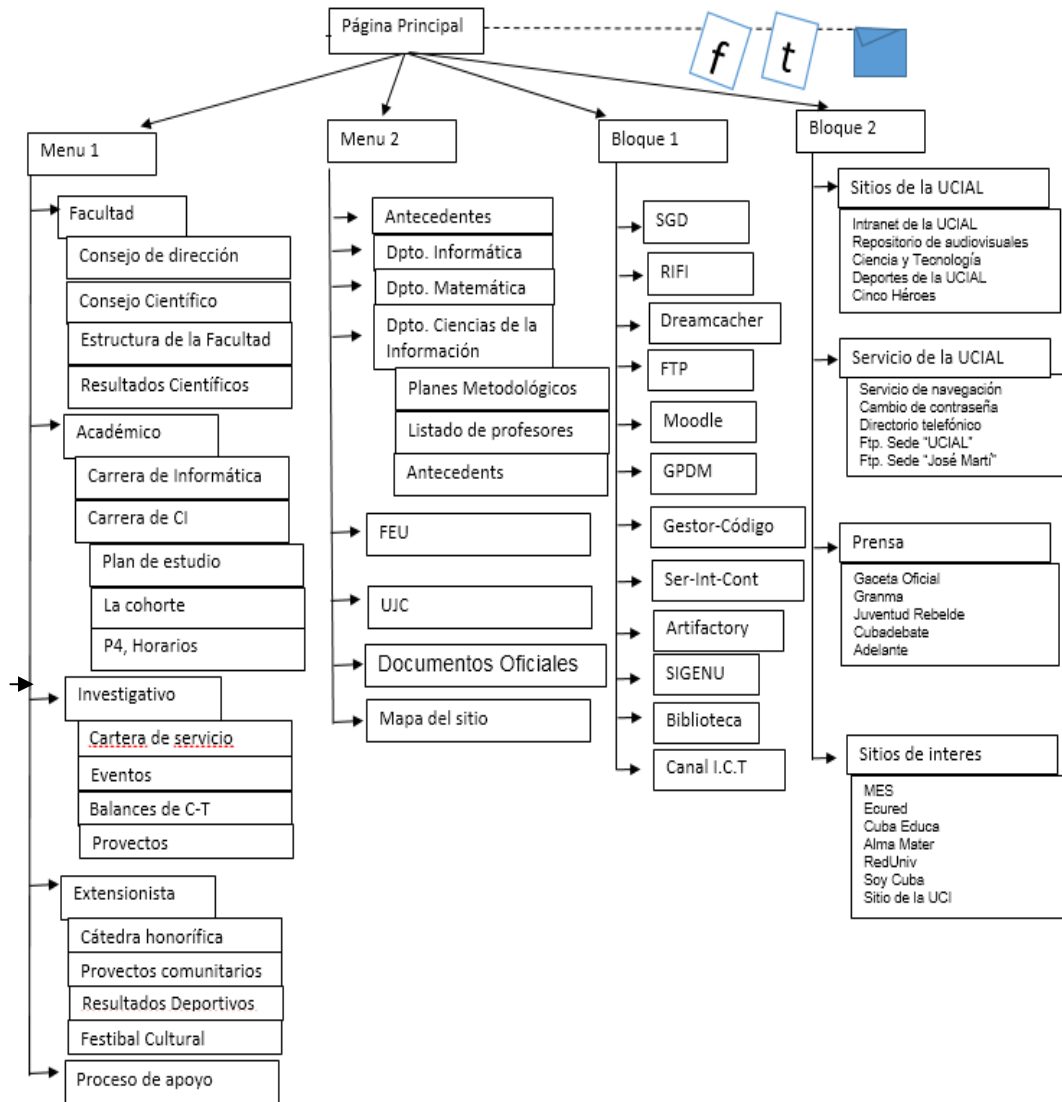 Página Principal
f
t
Menu 1
Facultad
Consejo de dirección
Consejo Científico
Estructura de la Facultad
Resultados Científicos
Académico
Carrera de Informática
Carrera de CI
Plan de estudio
La cohorte
P4, Horarios
Investigativo
Cartera de servicio
Eventos
Balances de C-T
Provectos
Extensionista
Cátedra honorífica
Provectos comunitarios
Resultados Deportivos
Festibal Cultural
Proceso de apoyo
Menu 2
Antecedentes
Dpto. Informática
Dpto. Matemática
Dpto. Ciencias de la
Información
Planes Metodológicos
Listado de profesores
Antecedents
FEU
UJC
Documentos Oficiales
Mapa del sitio
Bloque 1
SGD
RIFI
Dreamcacher
FTP
Moodle
GPDM
Gestor-Código
Ser-Int-Cont
Artifactory
SIGENU
Biblioteca
Canal I.C.T
Bloque 2
Sitios de la UCIAL
Intranet de la UCIAL
Repositorio de audiovisuales
Ciencia y Tecnología
Deportes de la UCIAL
Cinco Héroes
Servicio de la UCIAL
Servicio de navegación
Cambio de contraseña
Directorio telefónico
Ftp. Sede "UCIAL"
Ftp. Sede "José Martí"
Prensa
Gaceta Oficial
Granma
Juventud Rebelde
Cubadebate
Adelante
Sitios de interes
MES
Ecured
Cuba Educa
Alma Mater
RedUniv
Soy Cuba
Sitio de la UCI